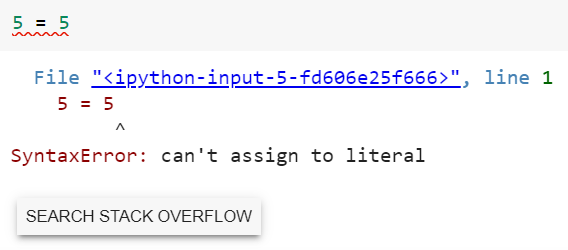 5 = 5
File "<ipython-input-5-fd606e25f666>", line 1
5 = 5
^
SyntaxError: can't assign to literal
SEARCH STACK OVERFLOW